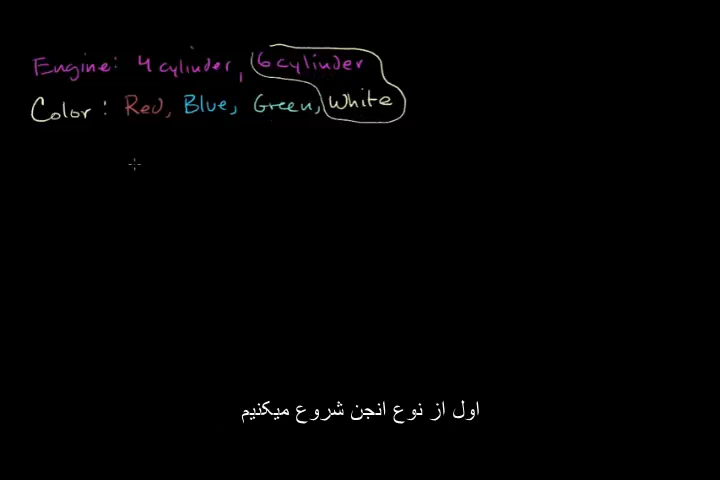 Engine: 4 cylinder, 6 cylinder
Color: Red, Blue, Green, White
اول از نوع انجن شروع میکنیم